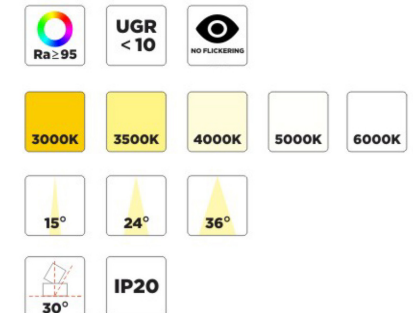 Ra≥95
UGR
< 10
NO FLICKERING
3000K
3500K
4000K
5000K
6000K
15°
24°
36°
30°
IP20